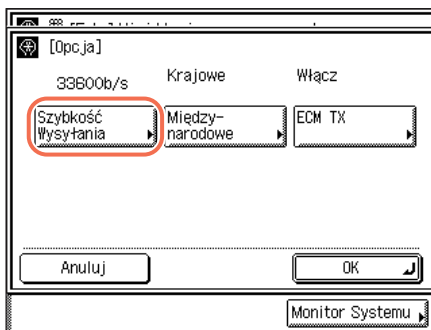 [Opcja]
33600b/s Krajowe Włącz
Szybkość Wysyłania
Między-
narodowe
ECM TX
Anuluj OK
Monitor Systemu